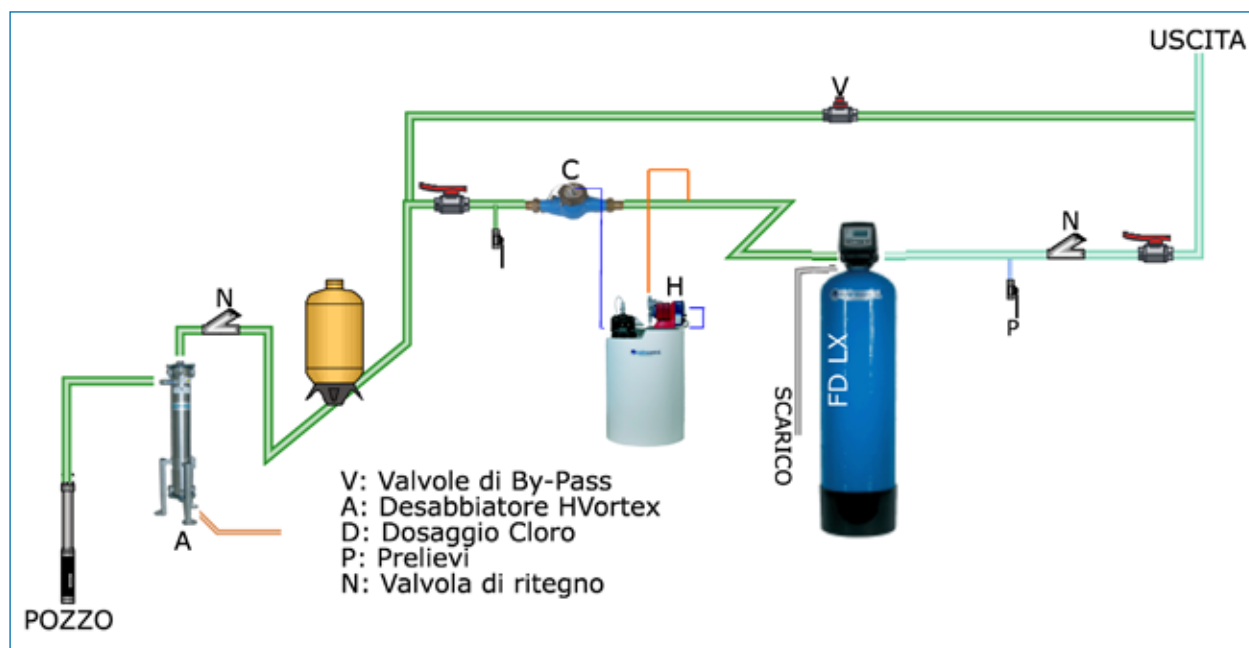 USCITA
V
C
N
H
N
P
FD LX
SCARICO
A
POZZO
V: Valvole di By-Pass
A: Desabbiatore HVortex
D: Dosaggio Cloro
P: Prelievi
N: Valvola di ritegno